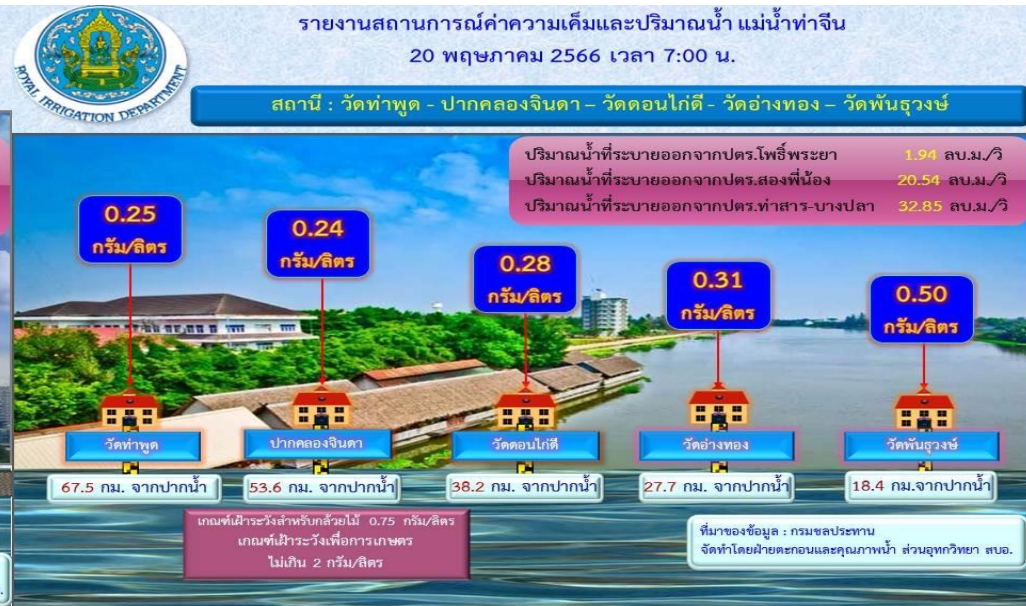 รายงานสถานการณ์ค่าความเค็มและปริมาณน้ำ แม่น้ำท่าจีน
20 พฤษภาคม 2566 เวลา 7:00 น.
ROYAL IRRIGATION DEPARTMENT
สถานี : วัดท่าพูด - ปากคลองจินดา – วัดดอนไก่ดี - วัดอ่างทอง – วัดพันธุวงษ์
ปริมาณน้ำที่ระบายออกจากปตร.โพธิ์พระยา 1.94 ลบ.ม./วิ
ปริมาณน้ำที่ระบายออกจากปตร.สองพี่น้อง 20.54 ลบ.ม./วิ
ปริมาณน้ำที่ระบายออกจากปตร.ท่าสาร-บางปลา 32.85 ลบ.ม./วิ
0.25
กรัม/ลิตร
0.24
กรัม/ลิตร
0.28
กรัม/ลิตร
0.31
กรัม/ลิตร
0.50
กรัม/ลิตร
วัดท่าพูด
ปากคลองจินดา
วัดดอนไก่ดี
วัดอ่างทอง
วัดพันธุวงษ์
67.5 กม. จากปากน้ำ
53.6 กม. จากปากน้ำ
38.2 กม. จากปากน้ำ
27.7 กม. จากปากน้ำ
18.4 กม.จากปากน้ำ
เกณฑ์เฝ้าระวังสำหรับกล้วยไม้ 0.75 กรัม/ลิตร
เกณฑ์เฝ้าระวังเพื่อการเกษตร
ไม่เกิน 2 กรัม/ลิตร
ที่มาของข้อมูล : กรมชลประทาน
จัดทำโดยฝ่ายตะกอนและคุณภาพน้ำ ส่วนอุทกวิทยา สบอ.